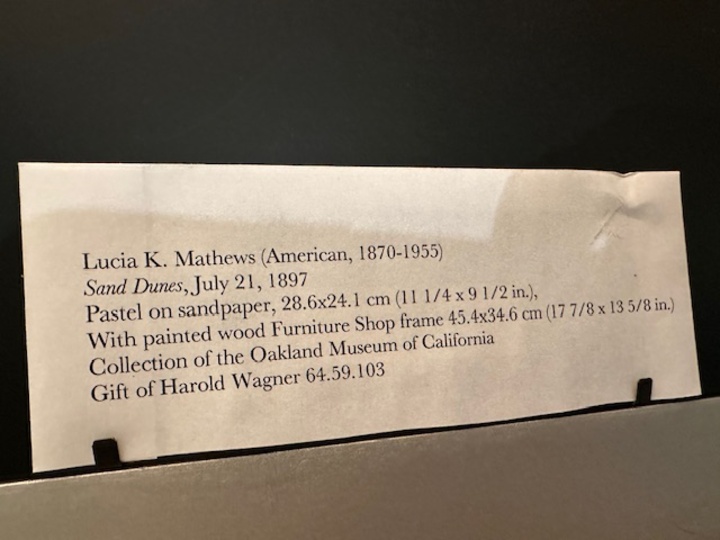 Lucia K. Mathews (American, 1870-1955)
Sand Dunes, July 21, 1897
Pastel on sandpaper, 28.6x24.1 cm (11 1/4 x 9 1/2 in.),
With painted wood Furniture Shop frame 45.4x34.6 cm (17 7/8 x 13 5/8 in.)
Collection of the Oakland Museum of California
Gift of Harold Wagner 64.59.103